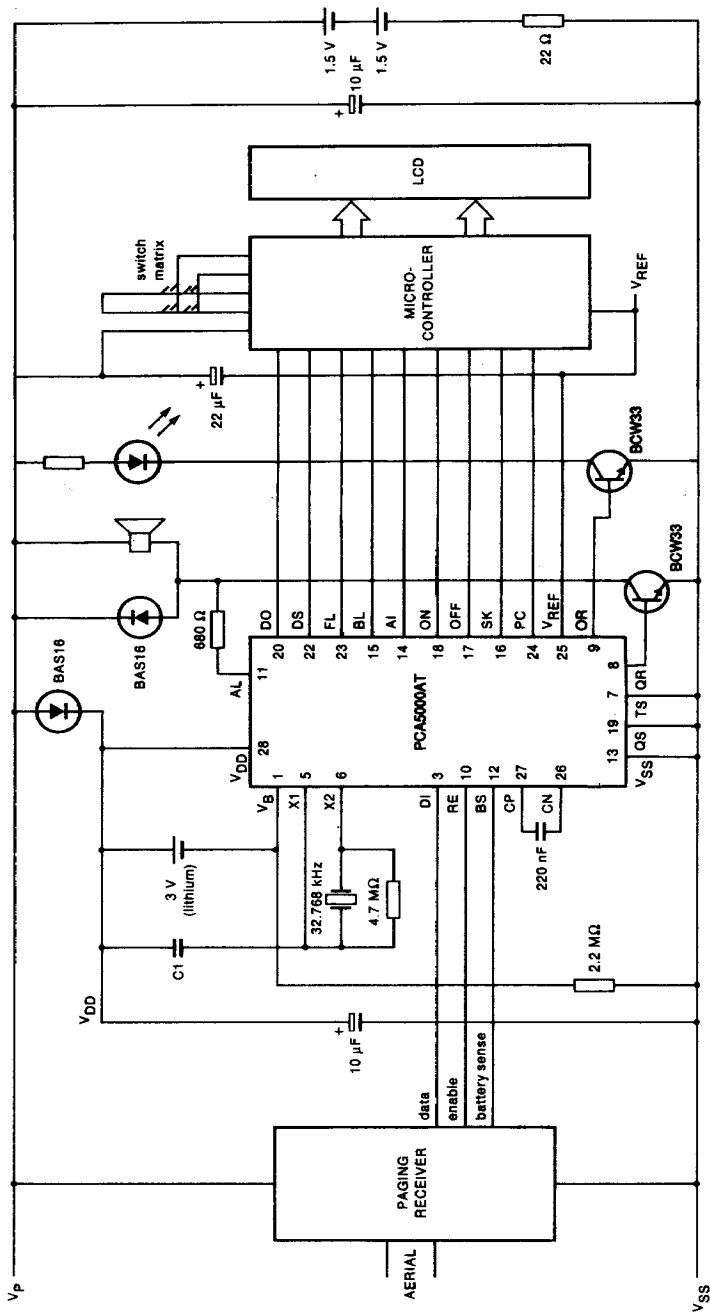 VP
VSS
AERIAL
PAGING
RECEIVER
data
enable
battery sense
VDD
+
10 µF
C1
3 V
(lithium)
32.768 kHz
4.7 MΩ
2.2 MΩ
220 nF
VDD
28
VB
1
X1
5
X2
6
DI
3
RE
10
BS
12
CP
27
CN
26
PCA5000AT
AL
11
680 Ω
BAS16
BAS16
DO
20
DS
22
FL
23
BL
15
AI
14
ON
18
OFF
17
SK
16
PC
24
VREF
25
OR
9
8
QR
7
TS
19
QS
13
VSS
BCW33
BCW33
+
22 µF
switch
matrix
MICRO-
CONTROLLER
VREF
LCD
+
10 µF
1.5 V
1.5 V
22 Ω